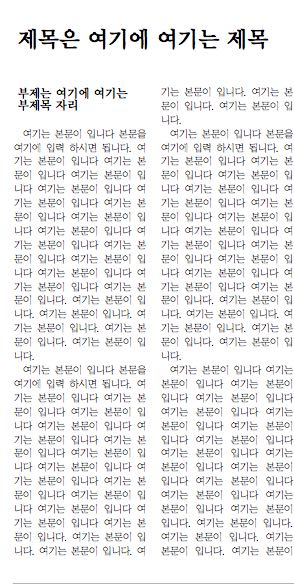 제목은 여기에 여기는 제목
부제는 여기에 여기는
부제목 자리
여기는 본문이 입니다 본문을
여기에 입력 하시면 됩니다. 여
기는 본문이 입니다 여기는 본
문이 입니다 여기는 본문이 입
니다 여기는 본문이 입니다 여
기는 본문이 입니다 여기는 본
문이 입니다 여기는 본문이 입
니다 여기는 본문이 입니다 여
기는 본문이 입니다 여기는 본
문이 입니다 여기는 본문이 입
니다 여기는 본문이 입니다 여
기는 본문이 입니다. 여기는 본
문이 입니다. 여기는 본문이 입
니다. 여기는 본문이 입니다. 여
기는 본문이 입니다. 여기는 본
문이 입니다. 여기는 본문이 입
니다.
여기는 본문이 입니다 본문을
여기에 입력 하시면 됩니다. 여
기는 본문이 입니다 여기는 본
문이 입니다 여기는 본문이 입
니다 여기는 본문이 입니다 여
기는 본문이 입니다 여기는 본
문이 입니다 여기는 본문이 입
니다 여기는 본문이 입니다 여
기는 본문이 입니다 여기는 본
문이 입니다 여기는 본문이 입
니다 여기는 본문이 입니다 여
기는 본문이 입니다 여기는 본
문이 입니다. 여기는 본문이 입
니다. 여기는 본문이 입니다. 여
기는 본문이 입니다. 여기는 본
문이 입니다. 여기는 본문이 입
니다.
여기는 본문이 입니다 본문을
여기에 입력 하시면 됩니다. 여
기는 본문이 입니다 여기는 본
문이 입니다 여기는 본문이 입
니다 여기는 본문이 입니다 여
기는 본문이 입니다 여기는 본
문이 입니다 여기는 본문이 입
니다 여기는 본문이 입니다 여
기는 본문이 입니다 여기는 본
문이 입니다 여기는 본문이 입
니다 여기는 본문이 입니다 여
기는 본문이 입니다. 여기는 본
문이 입니다. 여기는 본문이 입
니다. 여기는 본문이 입니다. 여
기는 본문이 입니다. 여기는 본
문이 입니다. 여기는 본문이 입
니다.
여기는 본문이 입니다 여기는
본문이 입니다 여기는 본문이
입니다 여기는 본문이 입니다
여기는 본문이 입니다 여기는
본문이 입니다 여기는 본문이
입니다 여기는 본문이 입니다
여기는 본문이 입니다 여기는
본문이 입니다 여기는 본문이
입니다 여기는 본문이 입니다
여기는 본문이 입니다 여기는
본문이 입니다. 여기는 본문이